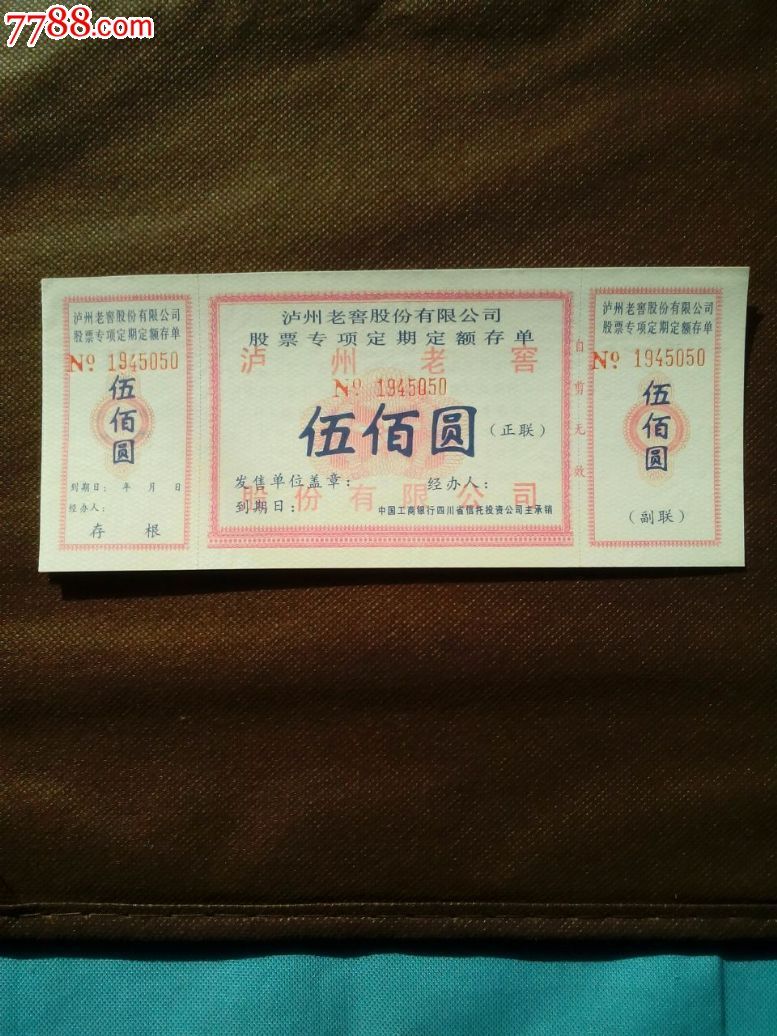 7788.com
泸州老窖股份有限公司
股票专项定期定额存单
Nº 1945050
伍佰圆
到期日： 年 月 日
经办人：
存 根
泸州老窖股份有限公司
股票专项定期定额存单
泸州老窖
Nº 1945050
伍佰圆（正联）
发售单位盖章： 经办人：
股份有限公司
到期日： 中国工商银行四川省信托投资公司主承销
自剪无效
泸州老窖股份有限公司
股票专项定期定额存单
Nº 1945050
伍佰圆
（副联）